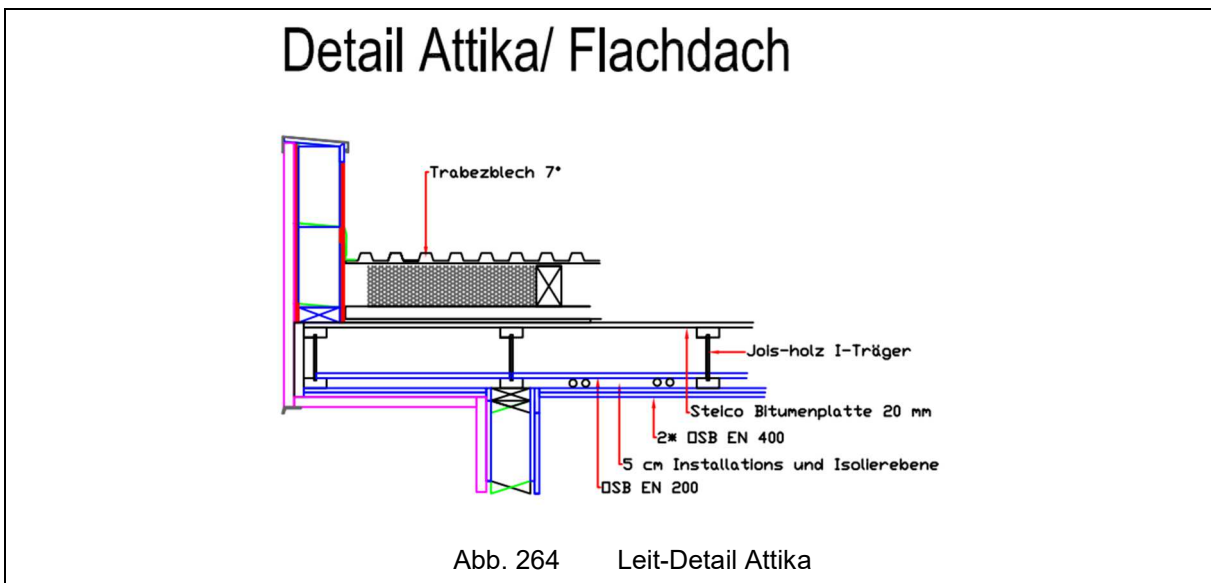 Detail Attika/ Flachdach
Trabezblech 7°
Jois-holz I-Träger
Steico Bitumenplatte 20 mm
2* OSB EN 400
5 cm Installations und Isolierebene
OSB EN 200
Abb. 264 Leit-Detail Attika